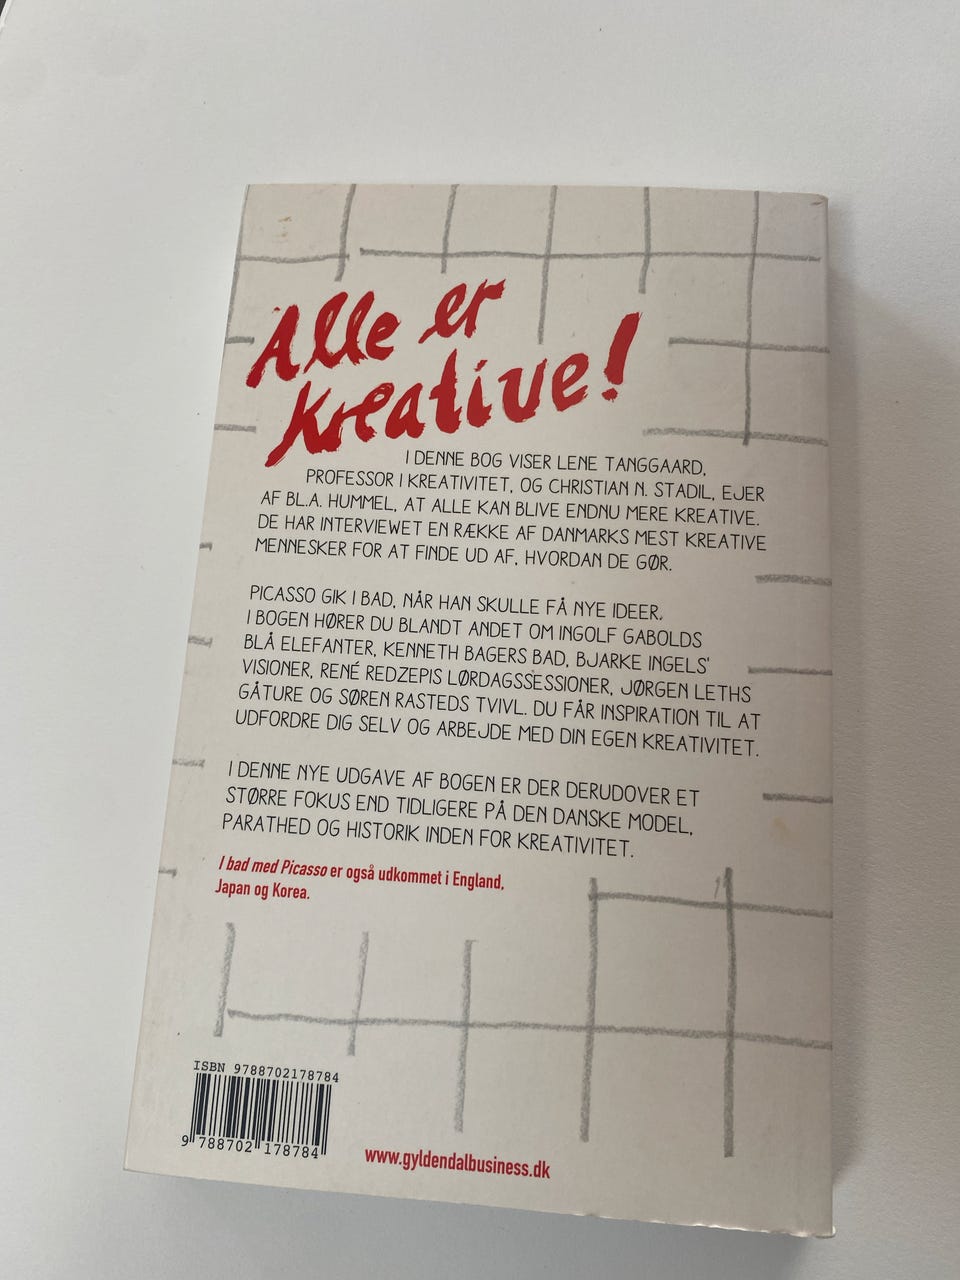 Alle er
kreative!
I DENNE BOG VISER LENE TANGGAARD,
PROFESSOR I KREATIVITET, OG CHRISTIAN N. STADIL, EJER
AF BL.A. HUMMEL, AT ALLE KAN BLIVE ENDNU MERE KREATIVE.
DE HAR INTERVIEWET EN RÆKKE AF DANMARKS MEST KREATIVE
MENNESKER FOR AT FINDE UD AF, HVORDAN DE GØR.
PICASSO GIK I BAD, NÅR HAN SKULLE FÅ NYE IDEER.
I BOGEN HØRER DU BLANDT ANDET OM INGOLF GABOLDS
BLÅ ELEFANTER, KENNETH BAGERS BAD, BJARKE INGELS'
VISIONER, RENÉ REDZEPIS LØRDAGSSESSIONER, JØRGEN LETHS
GÅTURE OG SØREN RASTEDS TVIVL. DU FÅR INSPIRATION TIL AT
UDFORDRE DIG SELV OG ARBEJDE MED DIN EGEN KREATIVITET.
I DENNE NYE UDGAVE AF BOGEN ER DER DERUDOVER ET
STØRRE FOKUS END TIDLIGERE PÅ DEN DANSKE MODEL,
PARATHED OG HISTORIK INDEN FOR KREATIVITET.
I bad med Picasso er også udkommet i England,
Japan og Korea.
ISBN 9788702178784
9 788702 178784
www.gyldendalbusiness.dk